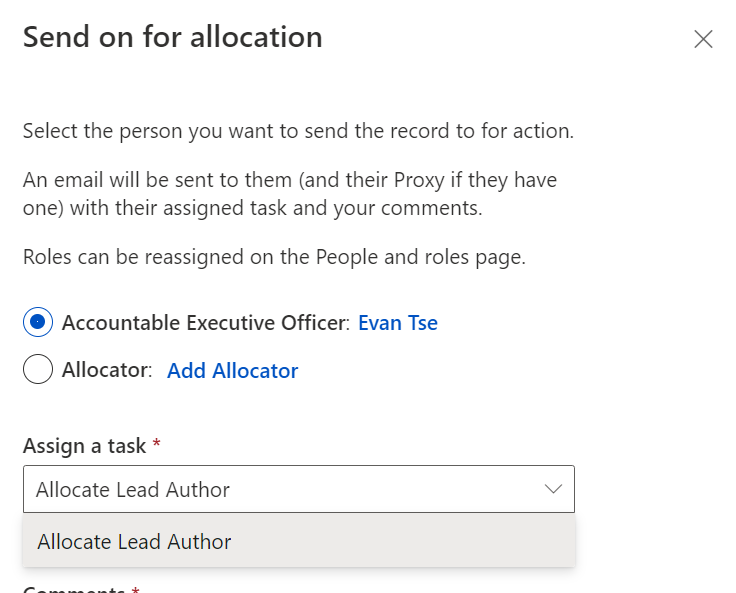 Send on for allocation
Select the person you want to send the record to for action.
An email will be sent to them (and their Proxy if they have
one) with their assigned task and your comments.
Roles can be reassigned on the People and roles page.
Accountable Executive Officer: Evan Tse
Allocator: Add Allocator
Assign a task *
Allocate Lead Author
Allocate Lead Author
Comments *